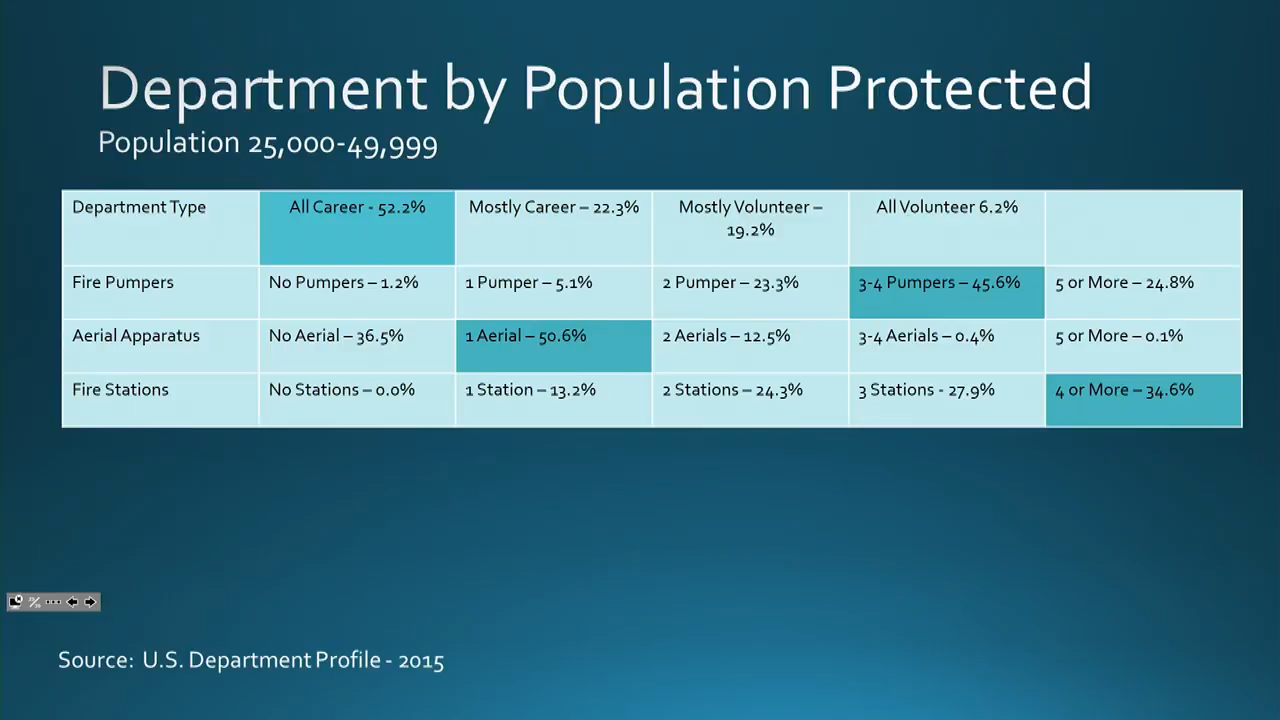 Department by Population Protected
Population 25,000-49,999
Department Type
All Career - 52.2%
Mostly Career – 22.3%
Mostly Volunteer –
19.2%
All Volunteer 6.2%
Fire Pumpers
No Pumpers – 1.2%
1 Pumper – 5.1%
2 Pumper – 23.3%
3-4 Pumpers – 45.6%
5 or More – 24.8%
Aerial Apparatus
No Aerial – 36.5%
1 Aerial – 50.6%
2 Aerials – 12.5%
3-4 Aerials – 0.4%
5 or More – 0.1%
Fire Stations
No Stations – 0.0%
1 Station – 13.2%
2 Stations – 24.3%
3 Stations - 27.9%
4 or More – 34.6%
Source: U.S. Department Profile - 2015